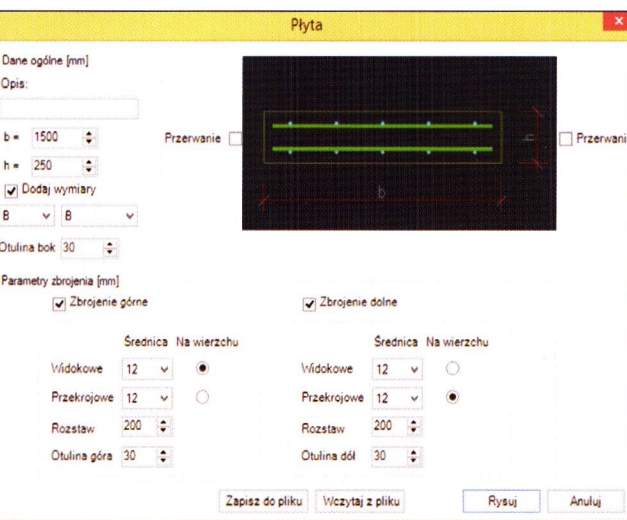 Płyta
Dane ogólne [mm]
Opis:
b = 1500
Przerwanie
h
Przerwani
h = 250
b
Dodaj wymiary
B B
Otulina bok 30
Parametry zbrojenia [mm]
Zbrojenie górne Zbrojenie dolne
Średnica Na wierzchu Średnica Na wierzchu
Widokowe 12 Widokowe 12
Przekrojowe 12 Przekrojowe 12
Rozstaw 200 Rozstaw 200
Otulina góra 30 Otulina dół 30
Zapisz do pliku Wczytaj z pliku Rysuj Anuluj